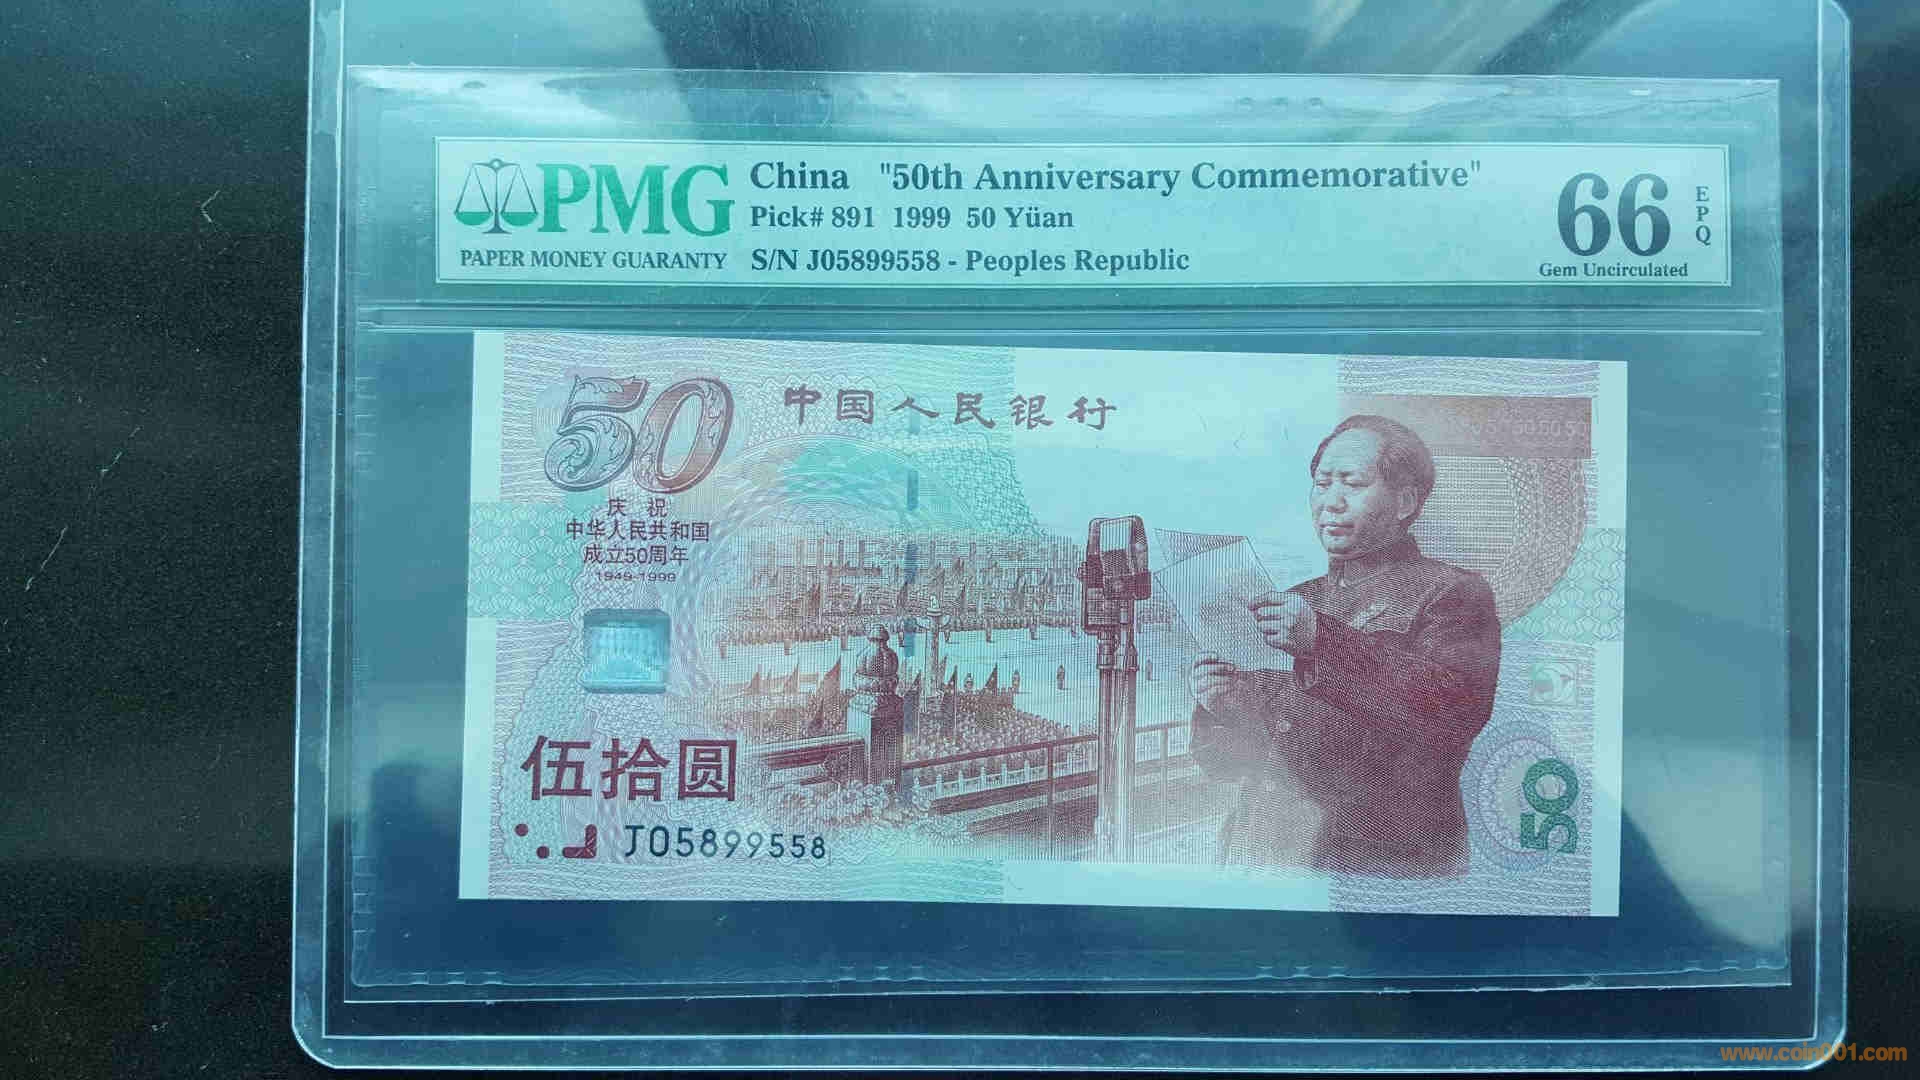 PMG
PAPER MONEY GUARANTY
China "50th Anniversary Commemorative"
Pick# 891 1999 50 Yüan
S/N J05899558 - Peoples Republic
66
EPQ
Gem Uncirculated
50
中国人民银行
庆祝
中华人民共和国
成立50周年
1949-1999
伍拾圆
J05899558
50
www.coin001.com